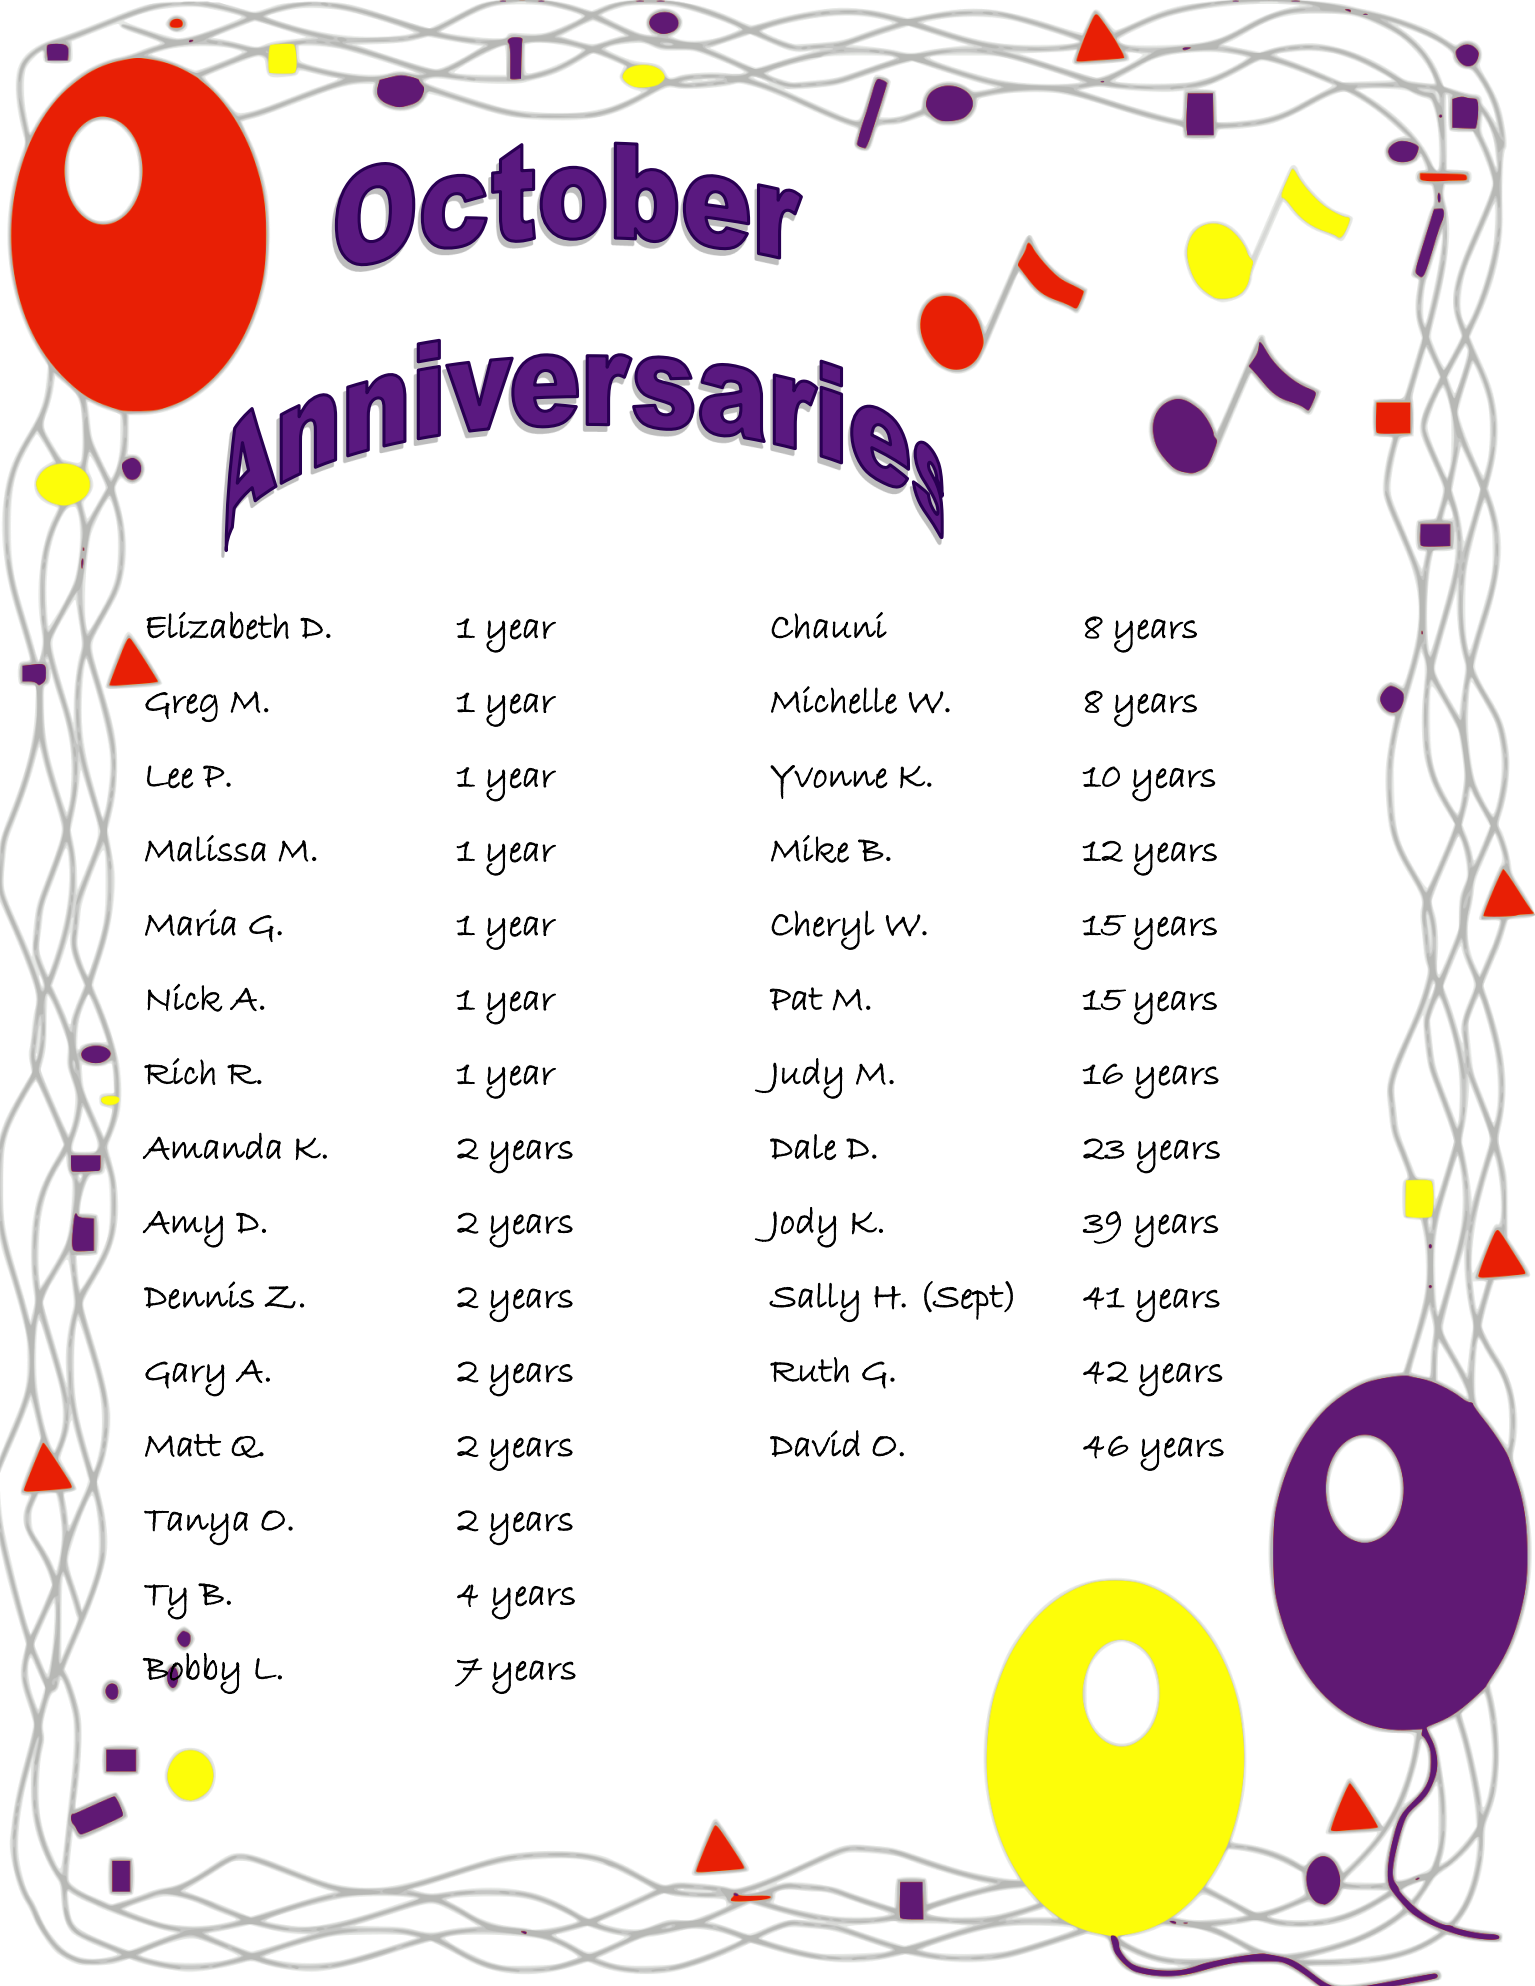 October
Anniversaries
Elizabeth D. 1 year Chauni 8 years
Greg M. 1 year Michelle W. 8 years
Lee P. 1 year Yvonne K. 10 years
Malissa M. 1 year Mike B. 12 years
Maria G. 1 year Cheryl W. 15 years
Nick A. 1 year Pat M. 15 years
Rich R. 1 year Judy M. 16 years
Amanda K. 2 years Dale D. 23 years
Amy D. 2 years Jody K. 39 years
Dennis Z. 2 years Sally H. (Sept) 41 years
Gary A. 2 years Ruth G. 42 years
Matt Q. 2 years David O. 46 years
Tanya O. 2 years
Ty B. 4 years
Bobby L. 7 years